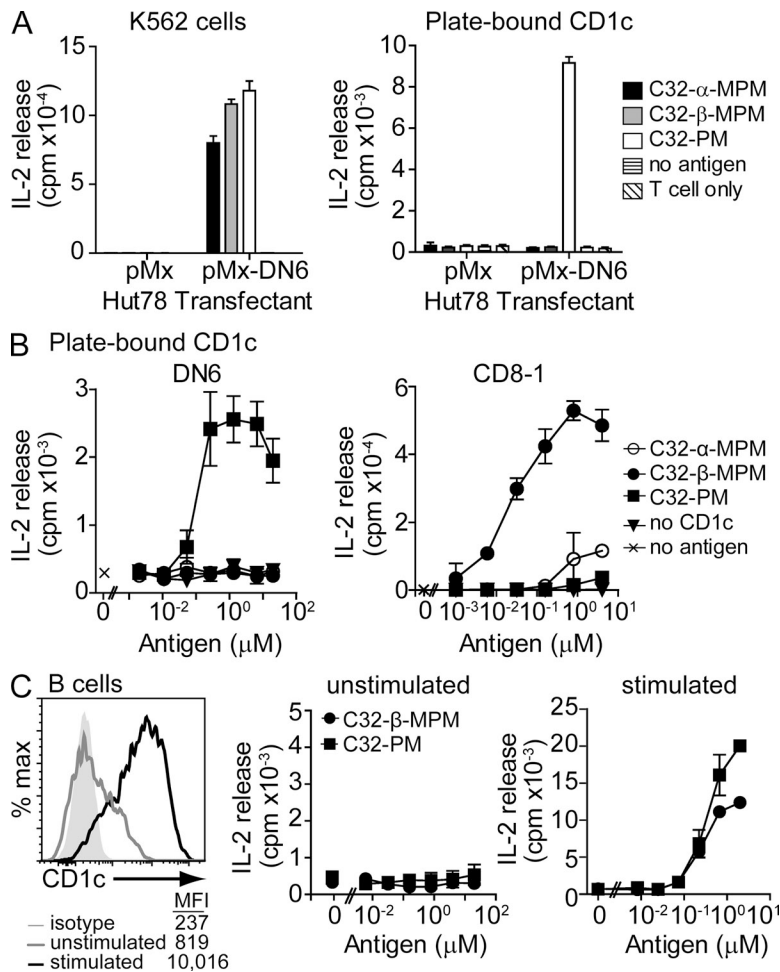 A
K562 cells
IL-2 release
(cpm x10-4)
15
10
5
0
pMx pMx-DN6
Hut78 Transfectant
Plate-bound CD1c
IL-2 release
(cpm x10-3)
10
8
6
4
2
0
pMx pMx-DN6
Hut78 Transfectant
C32-α-MPM
C32-β-MPM
C32-PM
no antigen
T cell only
B Plate-bound CD1c
DN6
IL-2 release
(cpm x10-3)
3
2
1
0
0 10-2 100 102
Antigen (μM)
CD8-1
IL-2 release
(cpm x10-4)
6
4
2
0
0 10-3 10-2 10-1 100 101
Antigen (μM)
C32-α-MPM
C32-β-MPM
C32-PM
no CD1c
no antigen
C B cells
% max
CD1c
MFI
isotype 237
unstimulated 819
stimulated 10,016
unstimulated
C32-β-MPM
C32-PM
IL-2 release
(cpm x10-3)
5
4
3
2
1
0
0 10-2 100 102
Antigen (μM)
stimulated
IL-2 release
(cpm x10-3)
25
20
15
10
5
0
0 10-2 10-1 100 101
Antigen (μM)